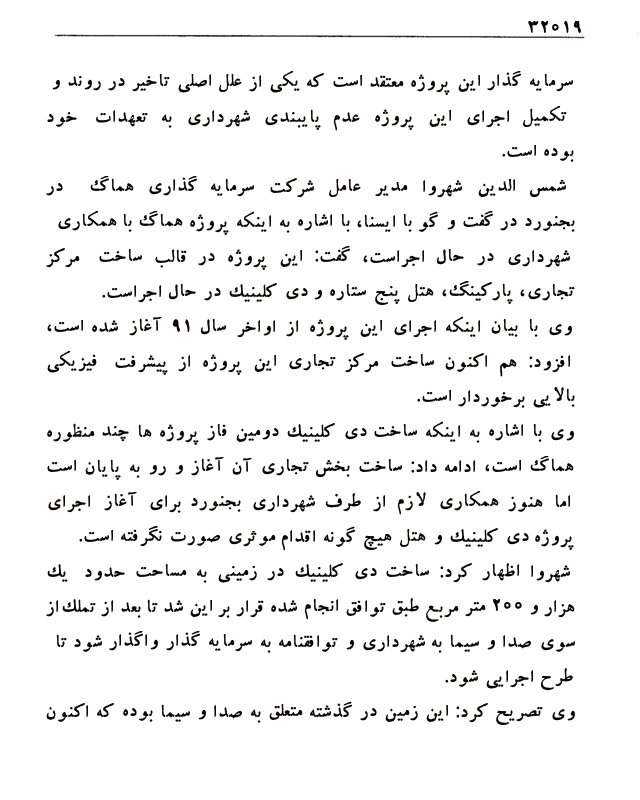 ۳۲۰۱۹
سرمایه گذار این پروژه معتقد است که یکی از علل اصلی تاخیر در روند و
تکمیل اجرای این پروژه عدم پایبندی شهرداری به تعهدات خود
بوده است.
شمس الدین شهروا مدیر عامل شرکت سرمایه گذاری هماگ در
بجنورد در گفت و گو با ایسنا، با اشاره به اینکه پروژه هماگ با همکاری
شهرداری در حال اجراست، گفت: این پروژه در قالب ساخت مرکز
تجاری، پارکینگ، هتل پنج ستاره و دی کلینیک در حال اجراست.
وی با بیان اینکه اجرای این پروژه از اواخر سال ۹۱ آغاز شده است،
افزود: هم اکنون ساخت مرکز تجاری این پروژه از پیشرفت فیزیکی
بالایی برخوردار است.
وی با اشاره به اینکه ساخت دی کلینیک دومین فاز پروژه ها چند منظوره
هماگ است، ادامه داد: ساخت بخش تجاری آن آغاز و رو به پایان است
اما هنوز همکاری لازم از طرف شهرداری بجنورد برای آغاز اجرای
پروژه دی کلینیک و هتل هیچ گونه اقدام موثری صورت نگرفته است.
شهروا اظهار کرد: ساخت دی کلینیک در زمینی به مساحت حدود یک
هزار و ۲۰۰ متر مربع طبق توافق انجام شده قرار بر این شد تا بعد از تملک از
سوی صدا و سیما به شهرداری و توافقنامه به سرمایه گذار واگذار شود تا
طرح اجرایی شود.
وی تصریح کرد: این زمین در گذشته متعلق به صدا و سیما بوده که اکنون